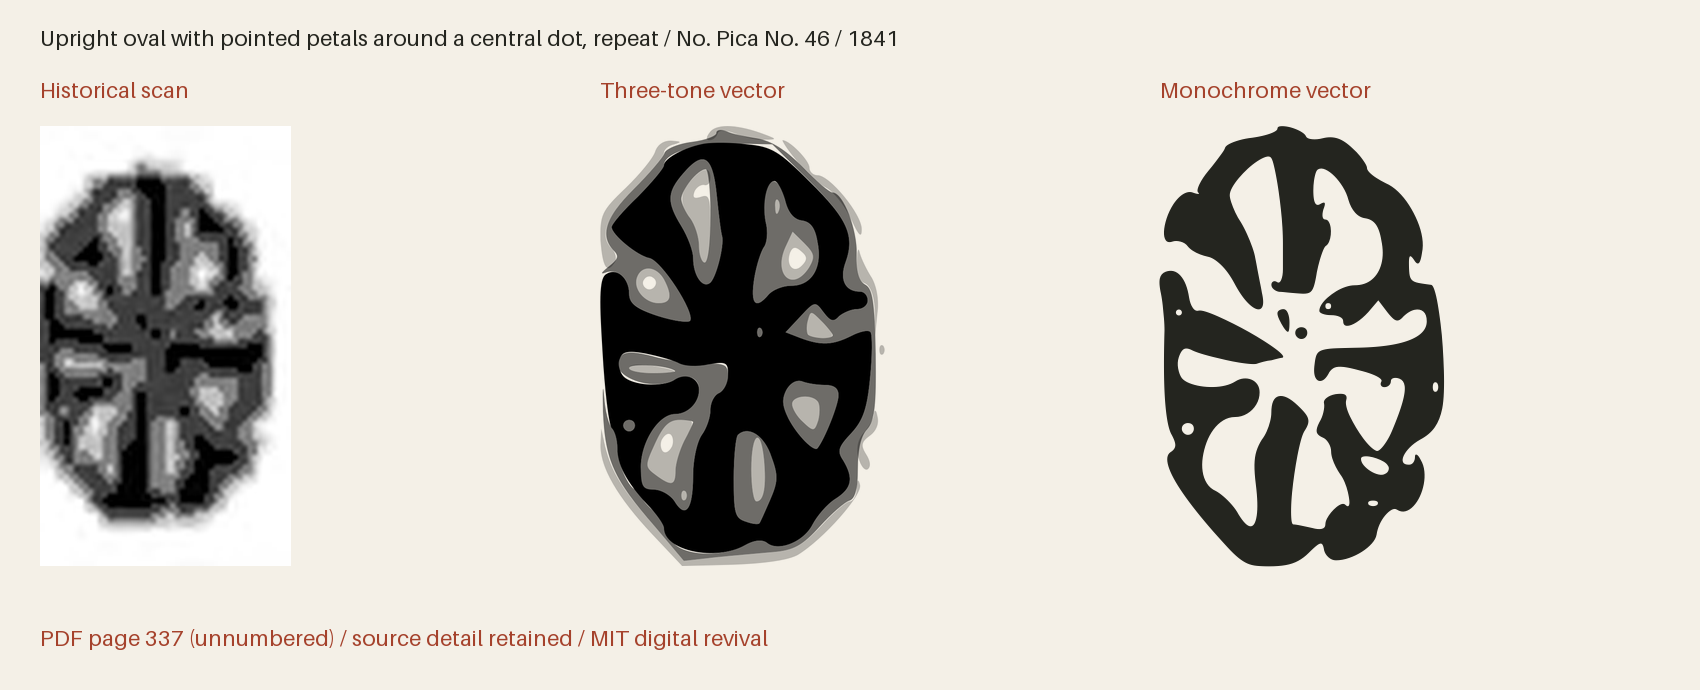 Upright oval with pointed petals around a central dot, repeat / No. Pica No. 46 / 1841
Historical scan
Three-tone vector
Monochrome vector
PDF page 337 (unnumbered) / source detail retained / MIT digital revival